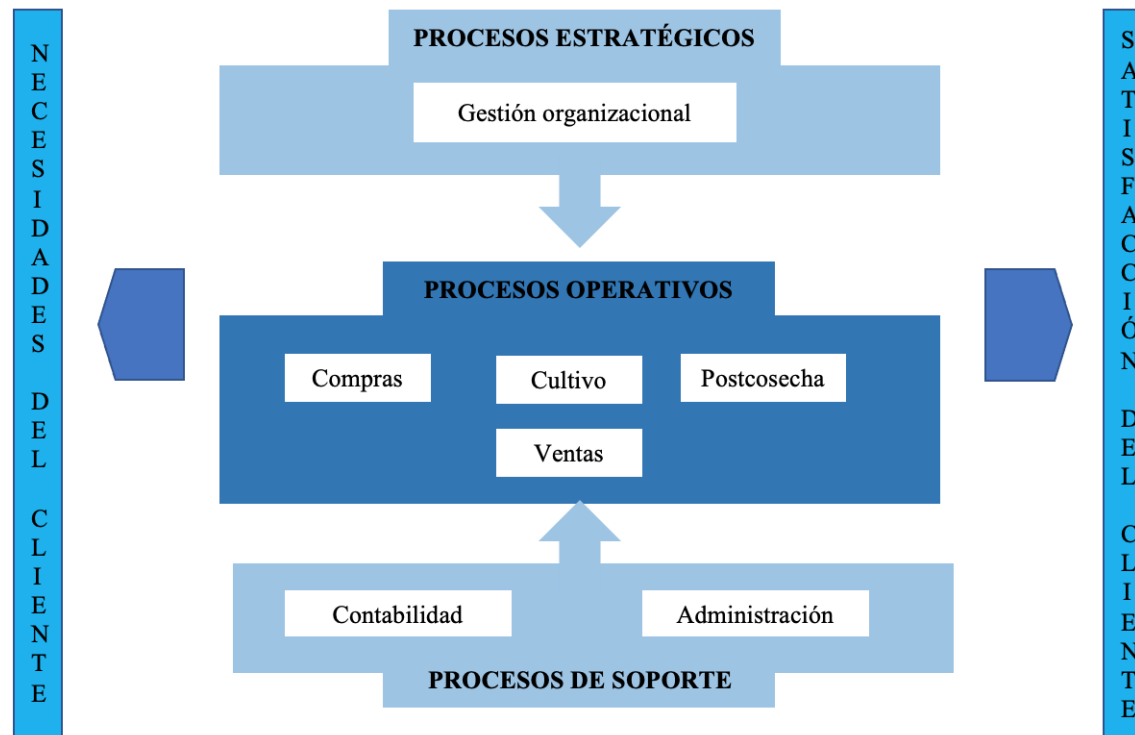 NECESIDADES DEL CLIENTE
PROCESOS ESTRATÉGICOS
Gestión organizacional
PROCESOS OPERATIVOS
Compras
Cultivo
Postcosecha
Ventas
Contabilidad
Administración
PROCESOS DE SOPORTE
SATISFACCIÓN DEL CLIENTE